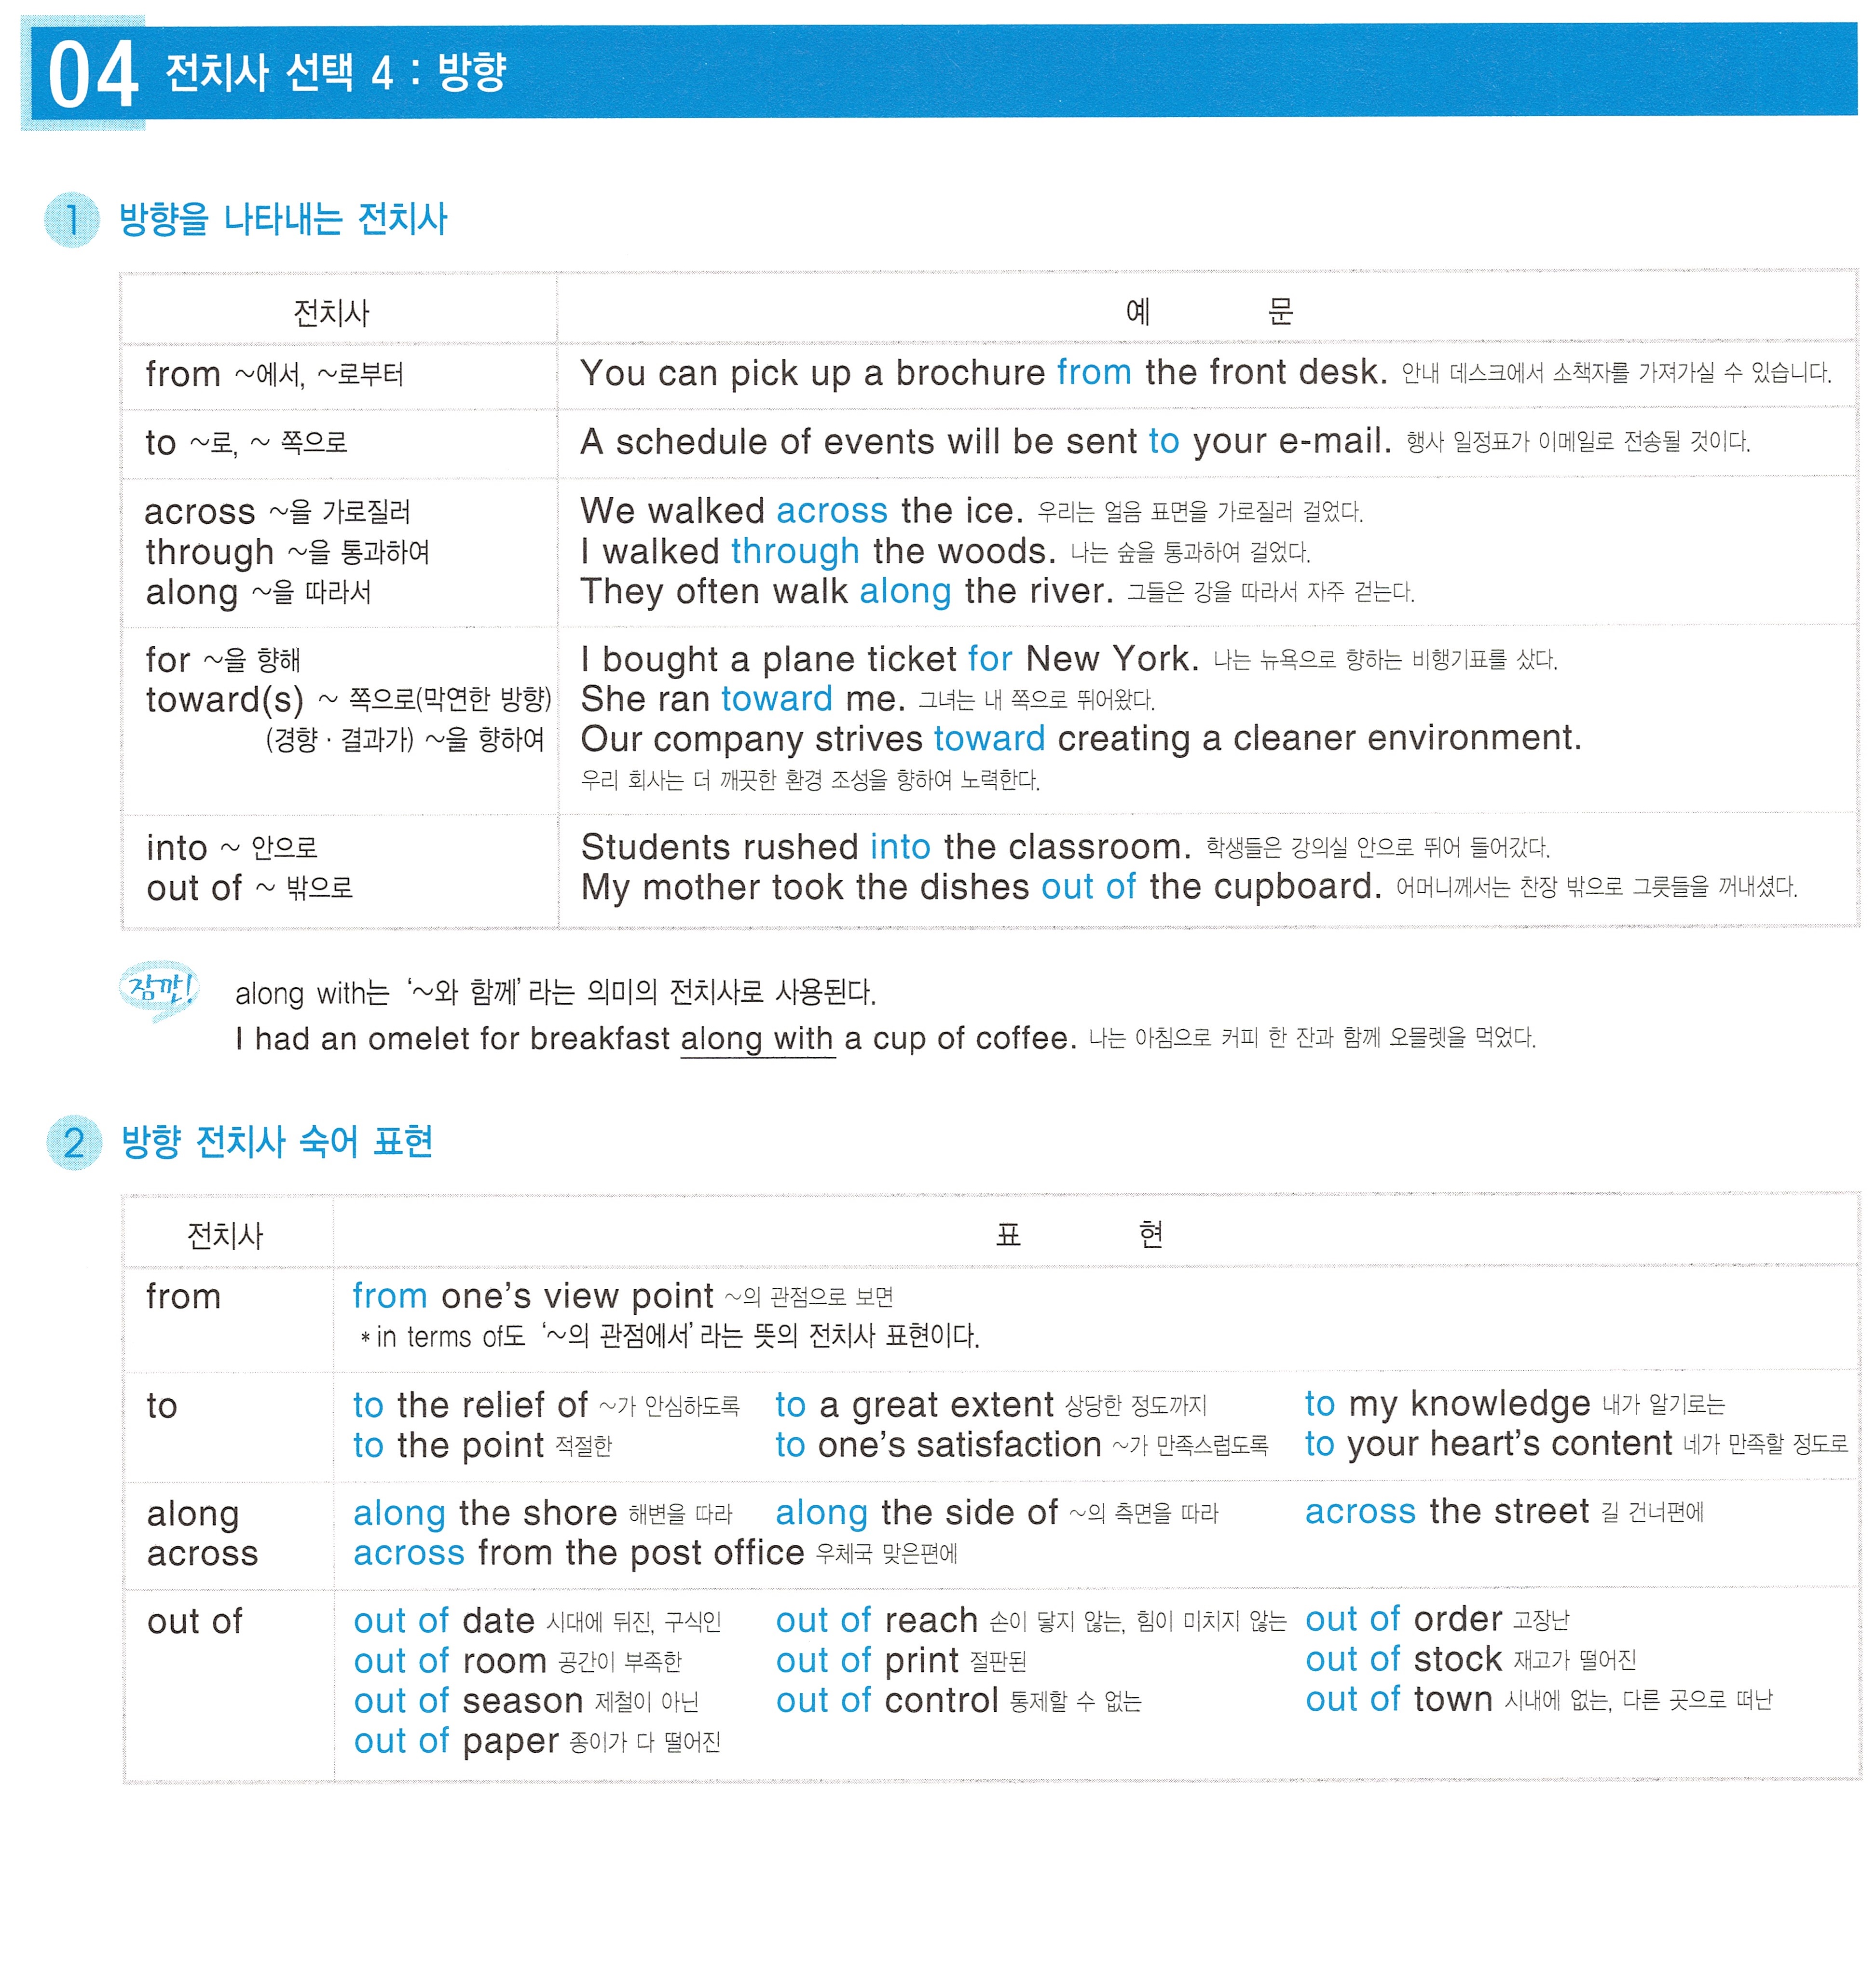 04 전치사 선택 4 : 방향
1 방향을 나타내는 전치사
전치사 예 문
from ~에서, ~로부터 You can pick up a brochure from the front desk. 안내 데스크에서 소책자를 가져가실 수 있습니다.
to ~로, ~ 쪽으로 A schedule of events will be sent to your e-mail. 행사 일정표가 이메일로 전송될 것이다.
across ~을 가로질러 We walked across the ice. 우리는 얼음 표면을 가로질러 걸었다.
through ~을 통과하여 I walked through the woods. 나는 숲을 통과하여 걸었다.
along ~을 따라서 They often walk along the river. 그들은 강을 따라서 자주 걷는다.
for ~을 향해 I bought a plane ticket for New York. 나는 뉴욕으로 향하는 비행기표를 샀다.
toward(s) ~ 쪽으로(막연한 방향) She ran toward me. 그녀는 내 쪽으로 뛰어왔다.
(경향·결과가) ~을 향하여 Our company strives toward creating a cleaner environment.
우리 회사는 더 깨끗한 환경 조성을 향하여 노력한다.
into ~ 안으로 Students rushed into the classroom. 학생들은 강의실 안으로 뛰어 들어갔다.
out of ~ 밖으로 My mother took the dishes out of the cupboard. 어머니께서는 찬장 밖으로 그릇들을 꺼내셨다.
잠깐! along with는 '~와 함께'라는 의미의 전치사로 사용된다.
I had an omelet for breakfast along with a cup of coffee. 나는 아침으로 커피 한 잔과 함께 오믈렛을 먹었다.
2 방향 전치사 숙어 표현
전치사 표 현
from from one's view point ~의 관점으로 보면
*in terms of도 '~의 관점에서'라는 뜻의 전치사 표현이다.
to to the relief of ~가 안심하도록 to a great extent 상당한 정도까지 to my knowledge 내가 알기로는
to the point 적절한 to one's satisfaction ~가 만족스럽도록 to your heart's content 네가 만족할 정도로
along along the shore 해변을 따라 along the side of ~의 측면을 따라 across the street 길 건너편에
across across from the post office 우체국 맞은편에
out of out of date 시대에 뒤진, 구식인 out of reach 손이 닿지 않는, 힘이 미치지 않는 out of order 고장난
out of room 공간이 부족한 out of print 절판된 out of stock 재고가 떨어진
out of season 제철이 아닌 out of control 통제할 수 없는 out of town 시내에 없는, 다른 곳으로 떠난
out of paper 종이가 다 떨어진